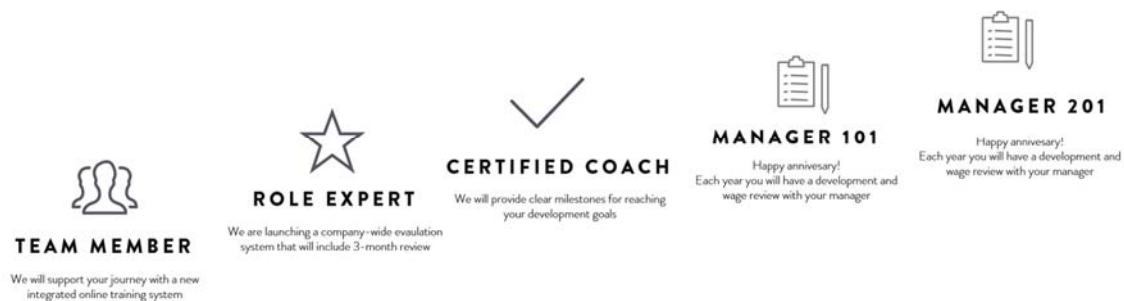 TEAM MEMBER
We will support your journey with a new
integrated online training system
ROLE EXPERT
We are launching a company-wide evaulation
system that will include 3-month review
CERTIFIED COACH
We will provide clear milestones for reaching
your development goals
MANAGER 101
Happy annivesary!
Each year you will have a development and
wage review with your manager
MANAGER 201
Happy annivesary!
Each year you will have a development and
wage review with your manager